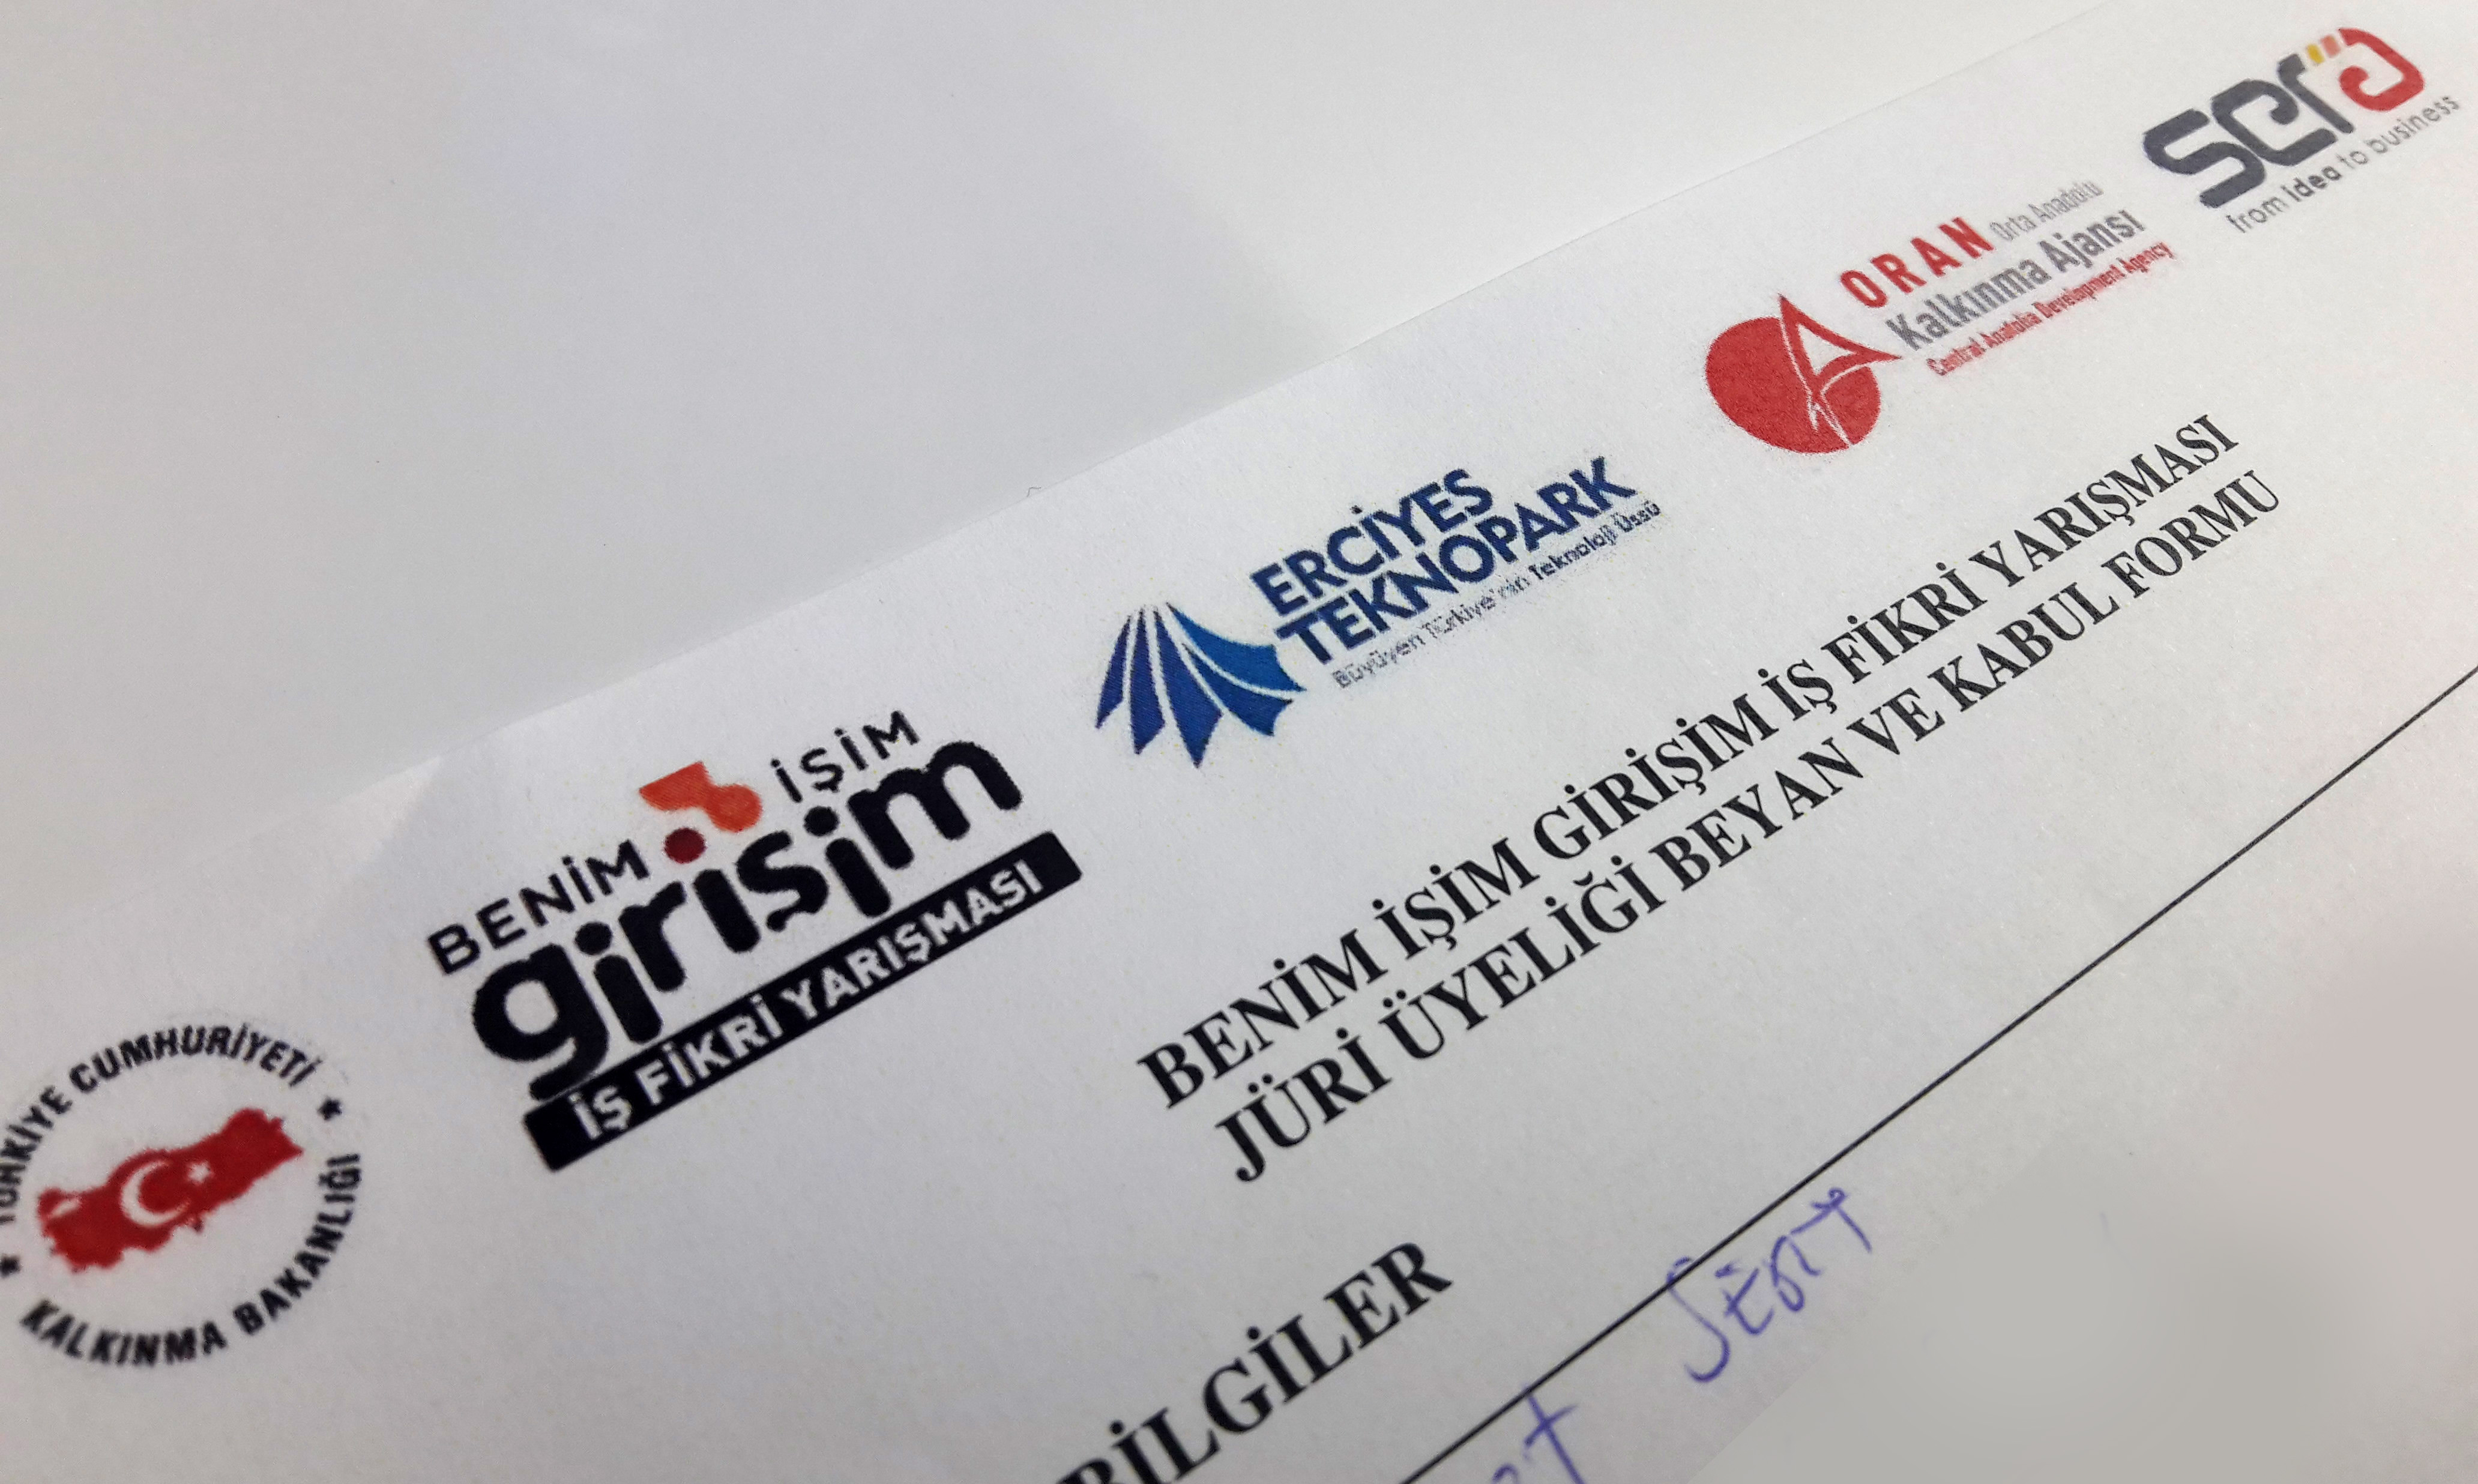 TÜRKİYE CUMHURİYETİ
KALKINMA BAKANLIĞI
BENİM İŞİM
girişim
İŞ FİKRİ YARIŞMASI
ERCİYES
TEKNOPARK
Büyüyen Türkiye'nin Teknoloji Üssü
ORAN Orta Anadolu
Kalkınma Ajansı
Central Anatolia Development Agency
sera
from idea to business
BENİM İŞİM GİRİŞİM İŞ FİKRİ YARIŞMASI
JÜRİ ÜYELİĞİ BEYAN VE KABUL FORMU
BİLGİLER